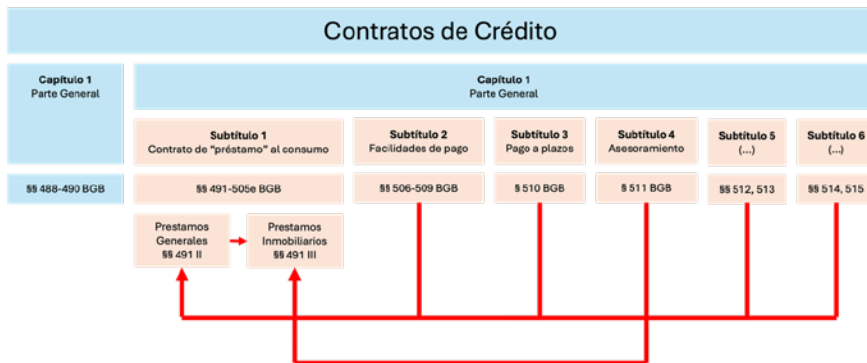 Contratos de Crédito
Capítulo 1
Parte General
Capítulo 1
Parte General
Subtítulo 1
Contrato de “préstamo” al consumo
Subtítulo 2
Facilidades de pago
Subtítulo 3
Pago a plazos
Subtítulo 4
Asesoramiento
Subtítulo 5
(...)
Subtítulo 6
(...)
§§ 488-490 BGB
§§ 491-505e BGB
§§ 506-509 BGB
§ 510 BGB
§ 511 BGB
§§ 512, 513
§§ 514, 515
Prestamos
Generales
§§ 491 II
Prestamos
Inmobiliarios
§§ 491 III